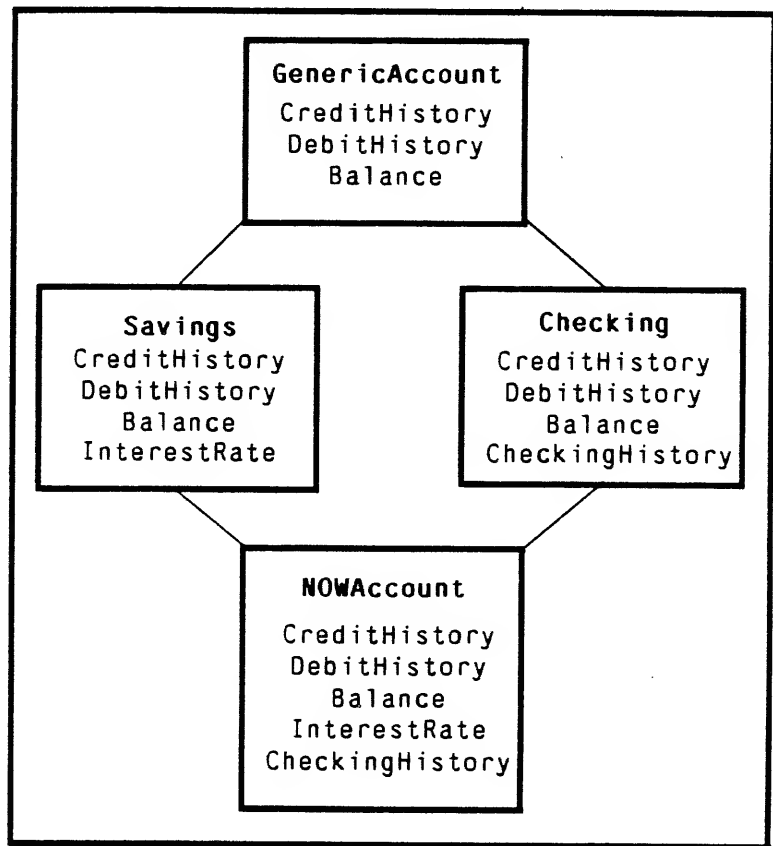 GenericAccount
CreditHistory
DebitHistory
Balance
Savings
CreditHistory
DebitHistory
Balance
InterestRate
Checking
CreditHistory
DebitHistory
Balance
CheckingHistory
NOWAccount
CreditHistory
DebitHistory
Balance
InterestRate
CheckingHistory